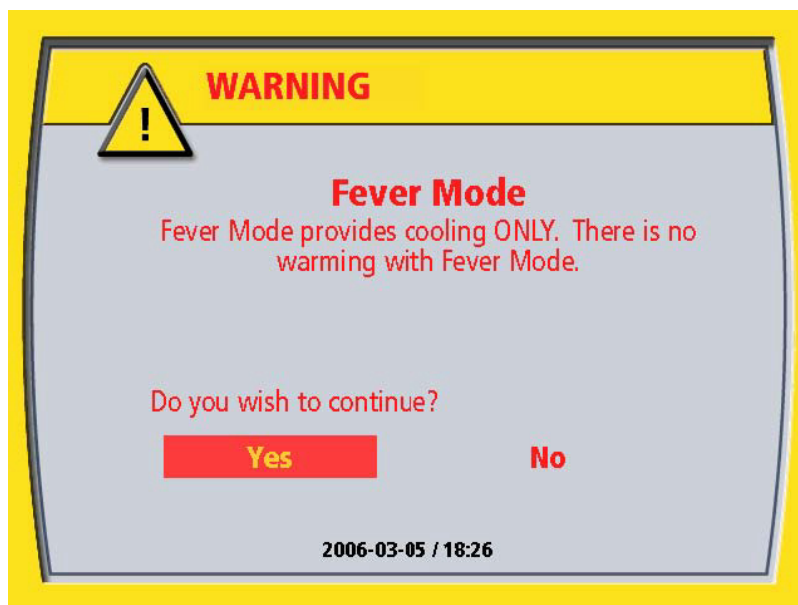 WARNING
!
Fever Mode
Fever Mode provides cooling ONLY. There is no
warming with Fever Mode.
Do you wish to continue?
Yes No
2006-03-05 / 18:26